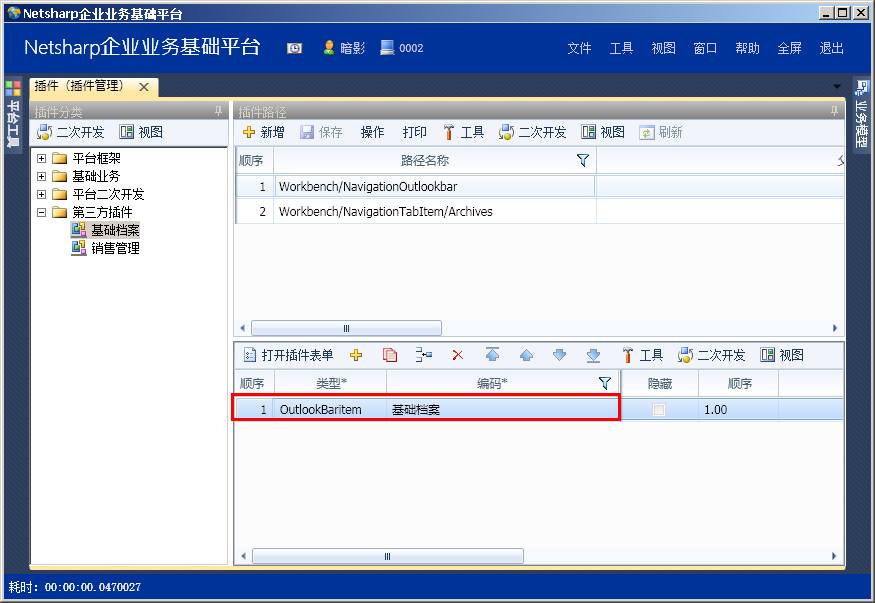 Netsharp企业业务基础平台
Netsharp企业业务基础平台 暗影 0002 文件 工具 视图 窗口 帮助 全屏 退出
平台工具
插件（插件管理）
业务模型
插件分类
二次开发 视图
平台框架
基础业务
平台二次开发
第三方插件
基础档案
销售管理
插件路径
新增 保存 操作 打印 工具 二次开发 视图 刷新
顺序 路径名称
1 Workbench/NavigationOutlookbar
2 Workbench/NavigationTabItem/Archives
打开插件表单 工具 二次开发 视图
顺序 类型* 编码* 隐藏 顺序
1 OutlookBaritem 基础档案 1.00
耗时：00:00:00.0470027